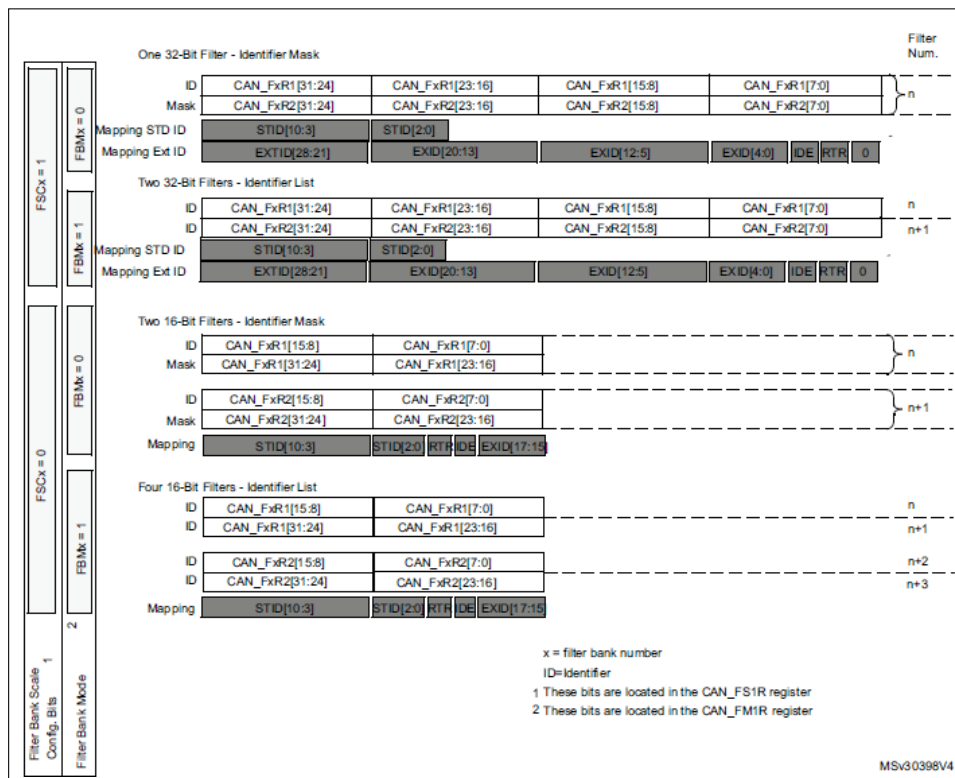 Filter
Num.
One 32-Bit Filter - Identifier Mask
ID CAN_FxR1[31:24] CAN_FxR1[23:16] CAN_FxR1[15:8] CAN_FxR1[7:0] n
Mask CAN_FxR2[31:24] CAN_FxR2[23:16] CAN_FxR2[15:8] CAN_FxR2[7:0]
Mapping STD ID STID[10:3] STID[2:0]
Mapping Ext ID EXTID[28:21] EXID[20:13] EXID[12:5] EXID[4:0] IDE RTR 0
Two 32-Bit Filters - Identifier List
ID CAN_FxR1[31:24] CAN_FxR1[23:16] CAN_FxR1[15:8] CAN_FxR1[7:0] n
ID CAN_FxR2[31:24] CAN_FxR2[23:16] CAN_FxR2[15:8] CAN_FxR2[7:0] n+1
Mapping STD ID STID[10:3] STID[2:0]
Mapping Ext ID EXTID[28:21] EXID[20:13] EXID[12:5] EXID[4:0] IDE RTR 0
Two 16-Bit Filters - Identifier Mask
ID CAN_FxR1[15:8] CAN_FxR1[7:0] n
Mask CAN_FxR1[31:24] CAN_FxR1[23:16]
ID CAN_FxR2[15:8] CAN_FxR2[7:0] n+1
Mask CAN_FxR2[31:24] CAN_FxR2[23:16]
Mapping STID[10:3] STID[2:0] RTR IDE EXID[17:15]
Four 16-Bit Filters - Identifier List
ID CAN_FxR1[15:8] CAN_FxR1[7:0] n
ID CAN_FxR1[31:24] CAN_FxR1[23:16] n+1
ID CAN_FxR2[15:8] CAN_FxR2[7:0] n+2
ID CAN_FxR2[31:24] CAN_FxR2[23:16] n+3
Mapping STID[10:3] STID[2:0] RTR IDE EXID[17:15]
FSCx = 1
FSCx = 0
FBMx = 0
FBMx = 1
FBMx = 0
FBMx = 1
Filter Bank Scale
Config. Bits 1
Filter Bank Mode 2
x = filter bank number
ID=Identifier
1 These bits are located in the CAN_FS1R register
2 These bits are located in the CAN_FM1R register
MSv30398V4